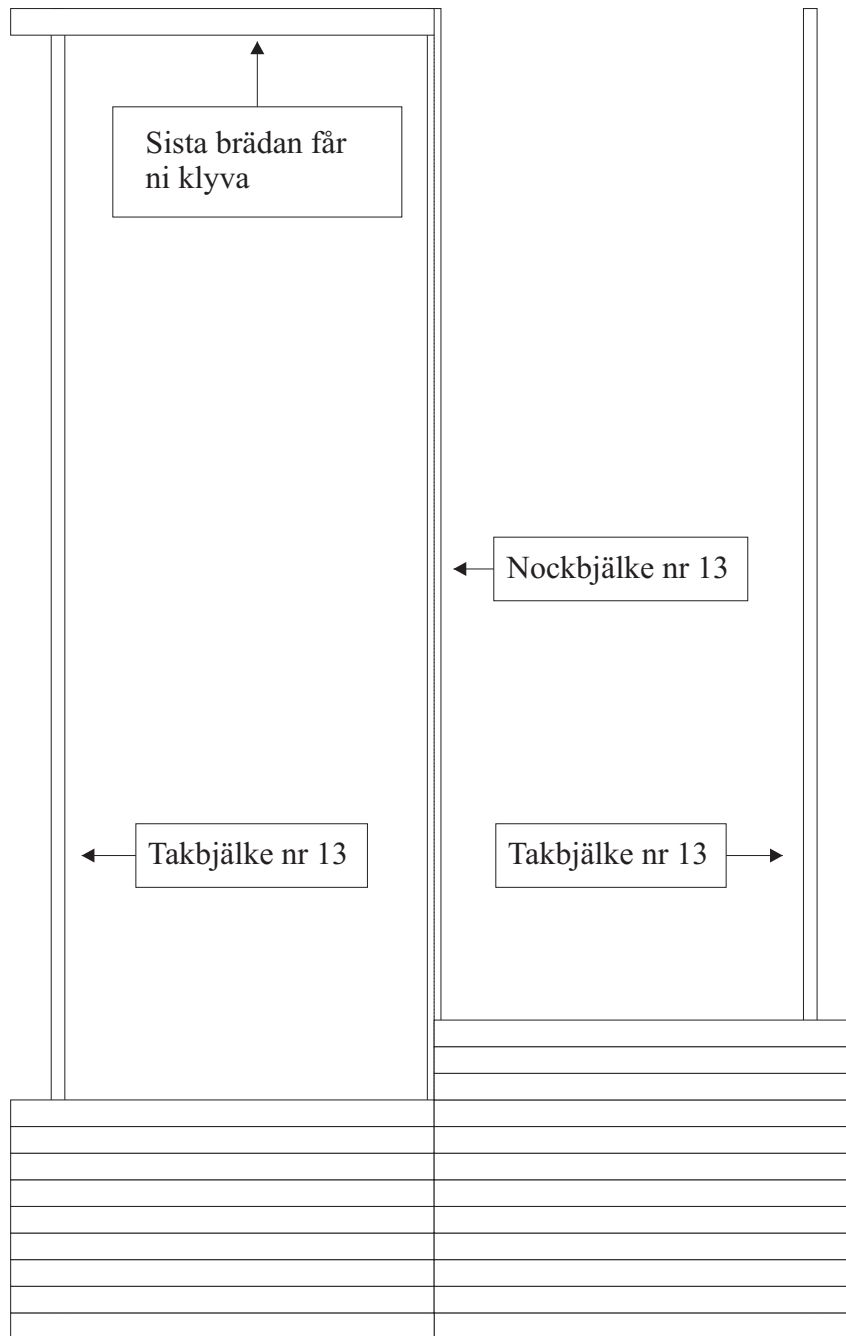 Sista brädan får
ni klyva
Nockbjälke nr 13
Takbjälke nr 13
Takbjälke nr 13